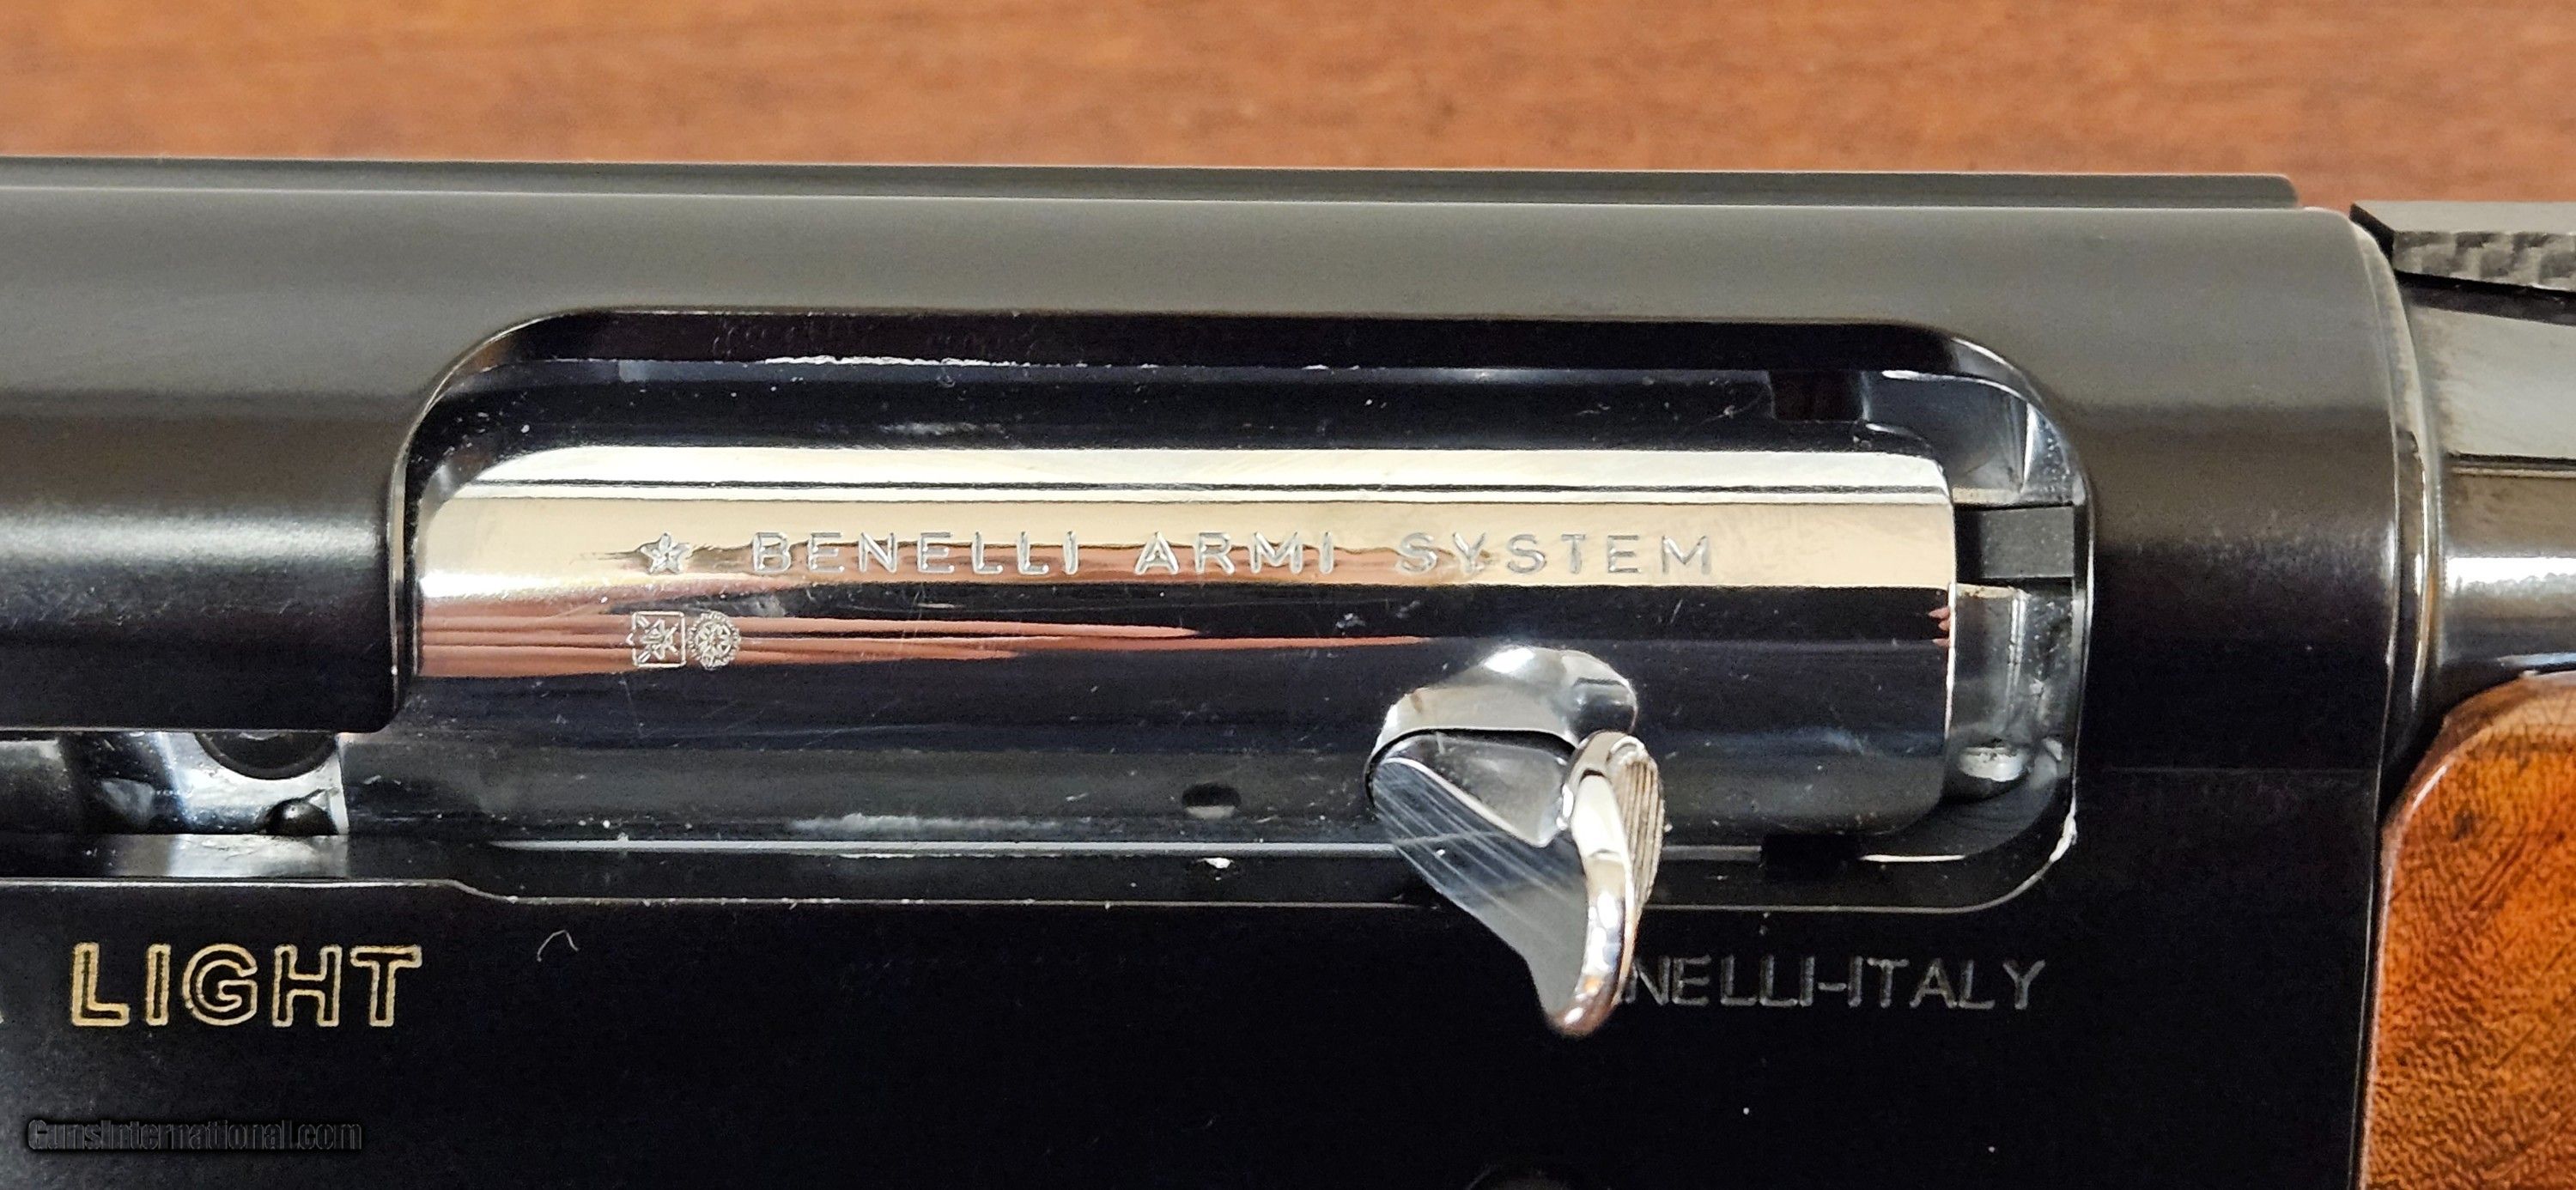 ★ BENELLI ARMI SYSTEM
LIGHT
NELLI-ITALY
GunsInternational.com